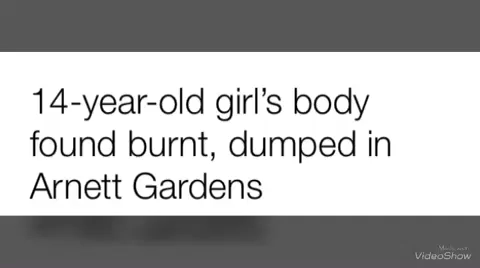 14-year-old girl’s body
found burnt, dumped in
Arnett Gardens
VideoShow